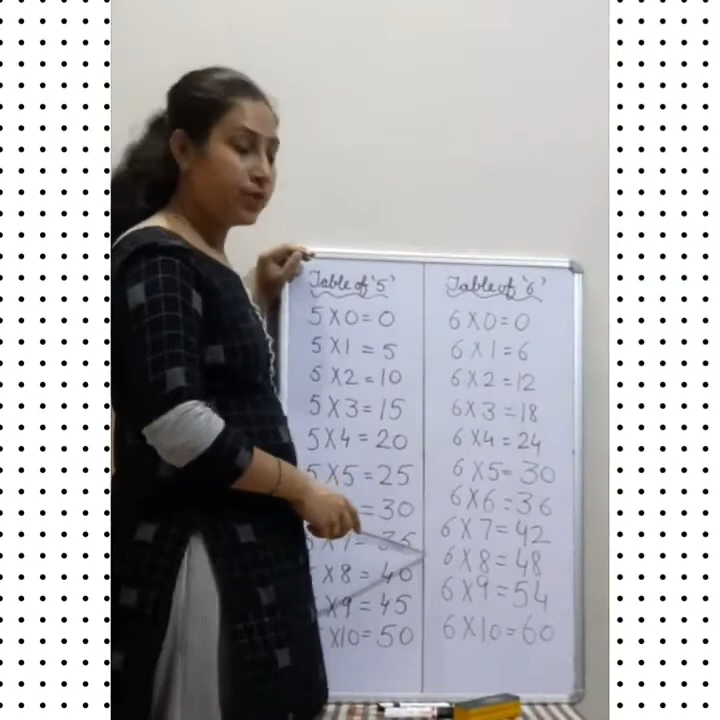 Table of '5'
5 X 0 = 0
5 X 1 = 5
5 X 2 = 10
5 X 3 = 15
5 X 4 = 20
5 X 5 = 25
= 30
X 7 = 35
X 8 = 40
X 9 = 45
X 10 = 50
Table of '6'
6 X 0 = 0
6 X 1 = 6
6 X 2 = 12
6 X 3 = 18
6 X 4 = 24
6 X 5 = 30
6 X 6 = 36
6 X 7 = 42
6 X 8 = 48
6 X 9 = 54
6 X 10 = 60